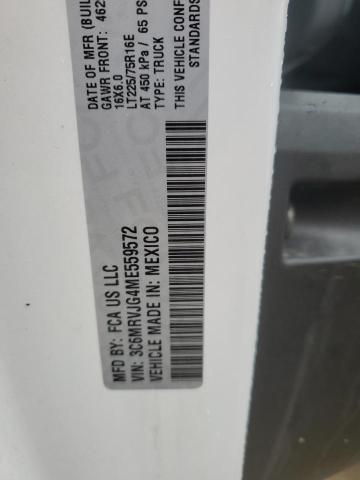 MFD BY: FCA US LLC
VIN: 3C6MRVJG4ME559572
VEHICLE MADE IN: MEXICO
DATE OF MFR (BUIL
GAWR FRONT: 462
16X6.0
LT225/75R16E
AT 450 kPa / 65 PS
TYPE: TRUCK
THIS VEHICLE CONF
STANDARDS